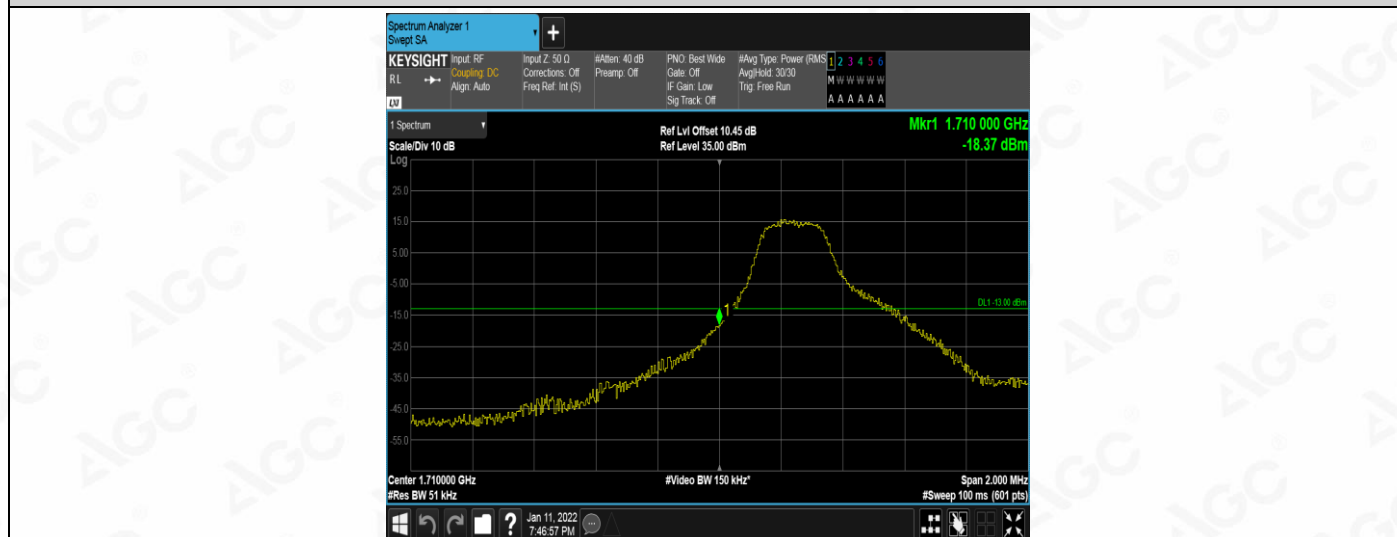 Spectrum Analyzer 1
Swept SA
+
KEYSIGHT Input: RF Input Z: 50 Ω #Atten: 40 dB PNO: Best Wide #Avg Type: Power (RMS 1 2 3 4 5 6
RL Coupling: DC Corrections: Off Preamp: Off Gate: Off Avg|Hold: 30/30 M W W W W W
Align: Auto Freq Ref: Int (S) IF Gain: Low Trig: Free Run
LXI Sig Track: Off A A A A A A
1 Spectrum Ref Lvl Offset 10.45 dB Mkr1 1.710 000 GHz
Scale/Div 10 dB Ref Level 35.00 dBm -18.37 dBm
Log
25.0
15.0
5.00
-5.00
DL1 -13.00 dBm
1
-15.0
-25.0
-35.0
-45.0
-55.0
Center 1.710000 GHz #Video BW 150 kHz* Span 2.000 MHz
#Res BW 51 kHz #Sweep 100 ms (601 pts)
? Jan 11, 2022
7:46:57 PM
AGC